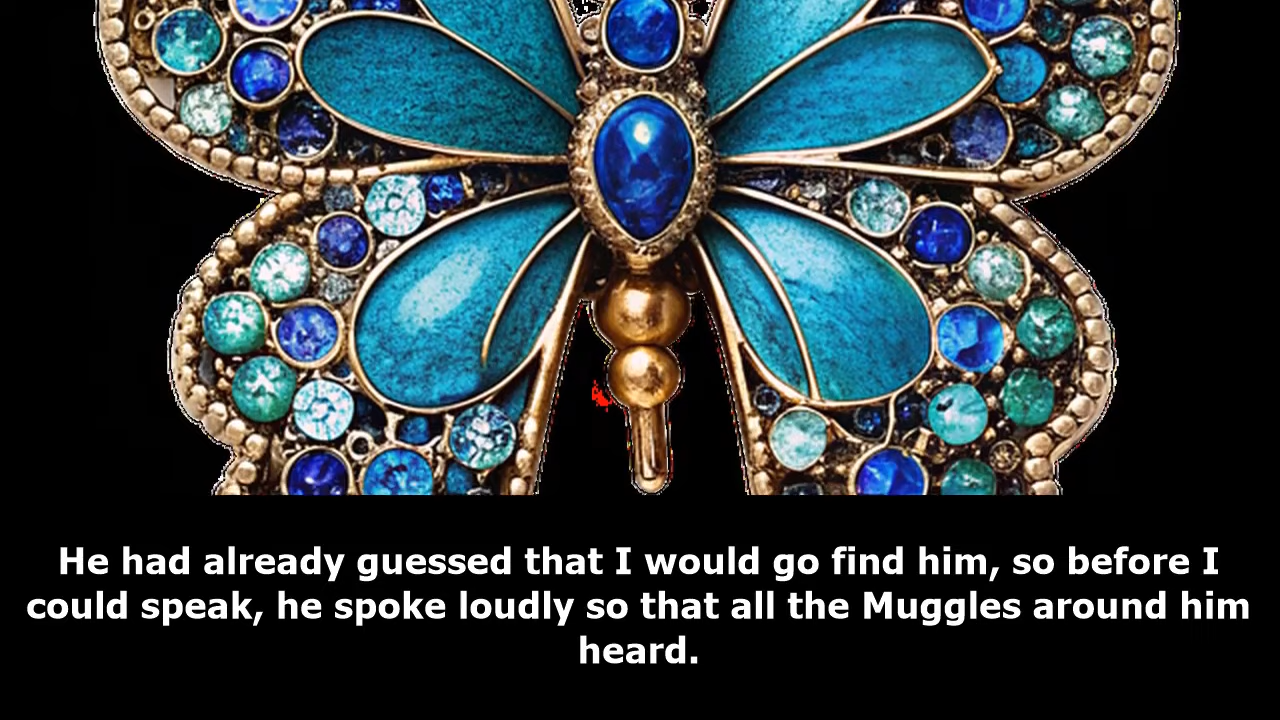 He had already guessed that I would go find him, so before I
could speak, he spoke loudly so that all the Muggles around him
heard.